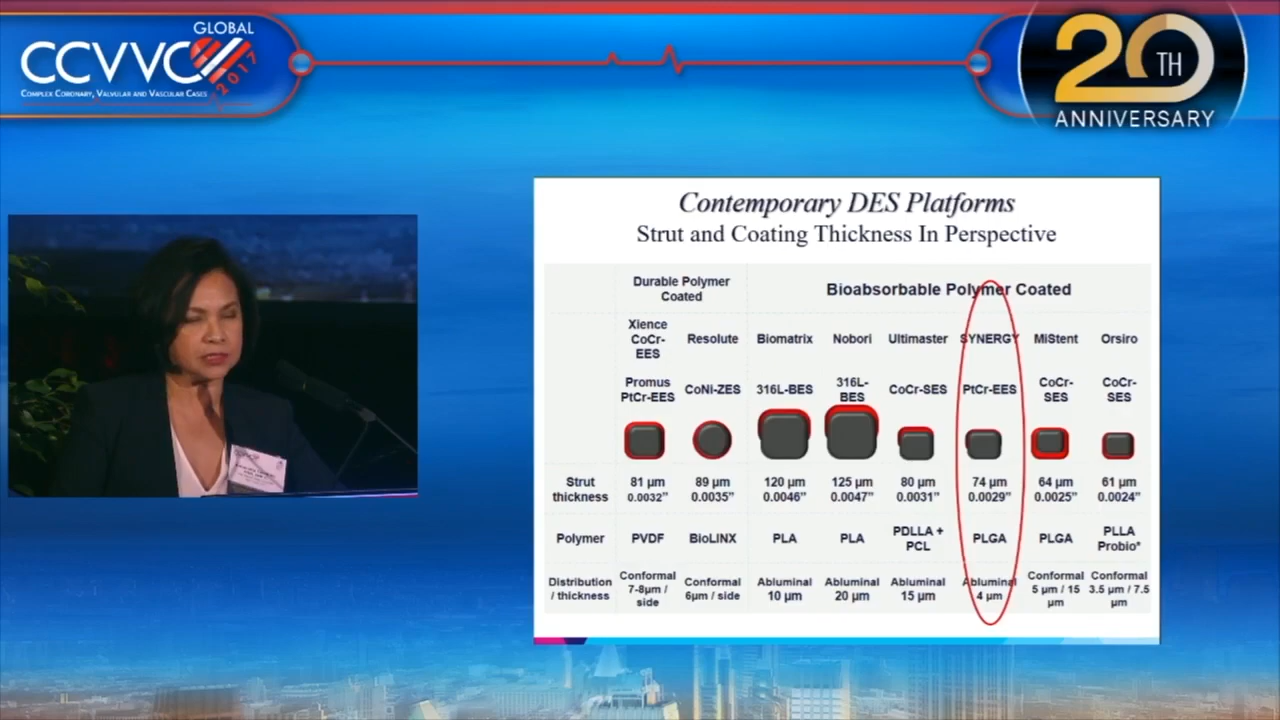 GLOBAL
CCVVC
2017
COMPLEX CORONARY, VALVULAR AND VASCULAR CASES
20TH
ANNIVERSARY
Contemporary DES Platforms
Strut and Coating Thickness In Perspective
Durable Polymer Coated
Bioabsorbable Polymer Coated
Xience CoCr-EES
Resolute
Biomatrix
Nobori
Ultimaster
SYNERGY
MiStent
Orsiro
Promus PtCr-EES
CoNi-ZES
316L-BES
316L-BES
CoCr-SES
PtCr-EES
CoCr-SES
CoCr-SES
Strut thickness
81 µm 0.0032”
89 µm 0.0035”
120 µm 0.0046”
125 µm 0.0047”
80 µm 0.0031”
74 µm 0.0029”
64 µm 0.0025”
61 µm 0.0024”
Polymer
PVDF
BioLINX
PLA
PLA
PDLLA + PCL
PLGA
PLGA
PLLA Probio*
Distribution / thickness
Conformal 7-8µm / side
Conformal 6µm / side
Abluminal 10 µm
Abluminal 20 µm
Abluminal 15 µm
Abluminal 4 µm
Conformal 5 µm / 15 µm
Conformal 3.5 µm / 7.5 µm